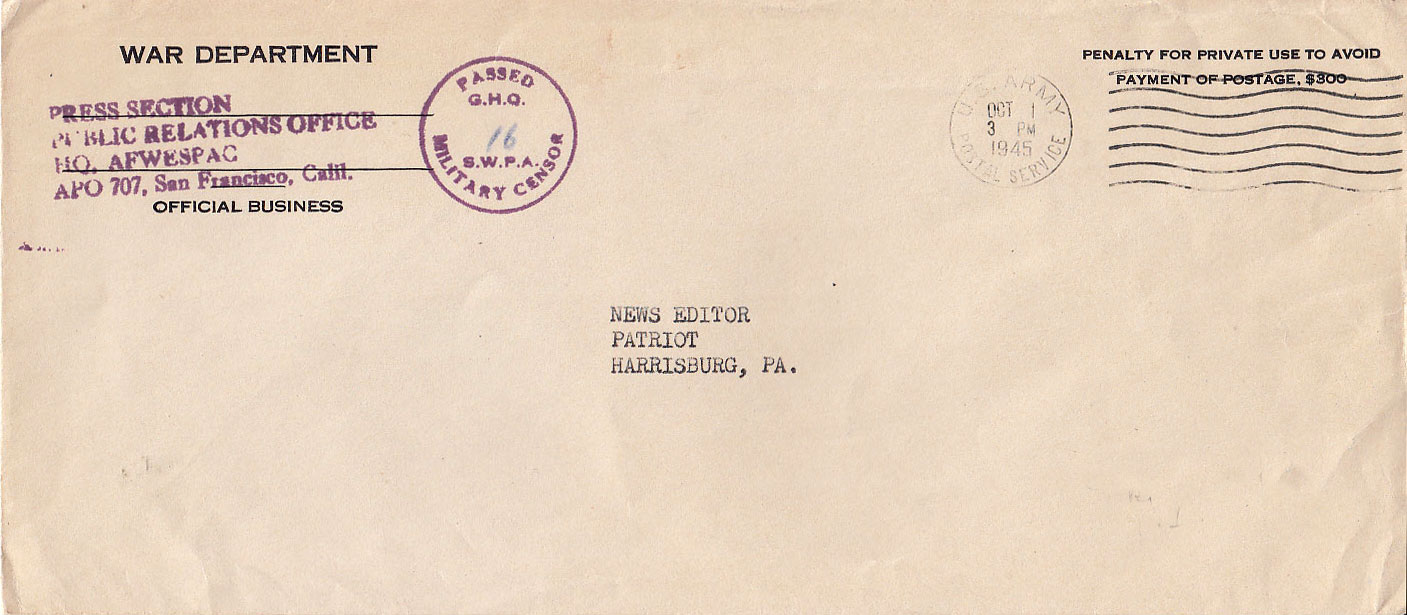 WAR DEPARTMENT
PRESS SECTION
PUBLIC RELATIONS OFFICE
HQ. AFWESPAC
APO 707, San Francisco, Calif.
OFFICIAL BUSINESS
PASSED
G.H.Q.
16
S.W.P.A.
MILITARY CENSOR
U.S. ARMY
OCT 1
3 PM
1945
POSTAL SERVICE
PENALTY FOR PRIVATE USE TO AVOID
PAYMENT OF POSTAGE, $300
NEWS EDITOR
PATRIOT
HARRISBURG, PA.